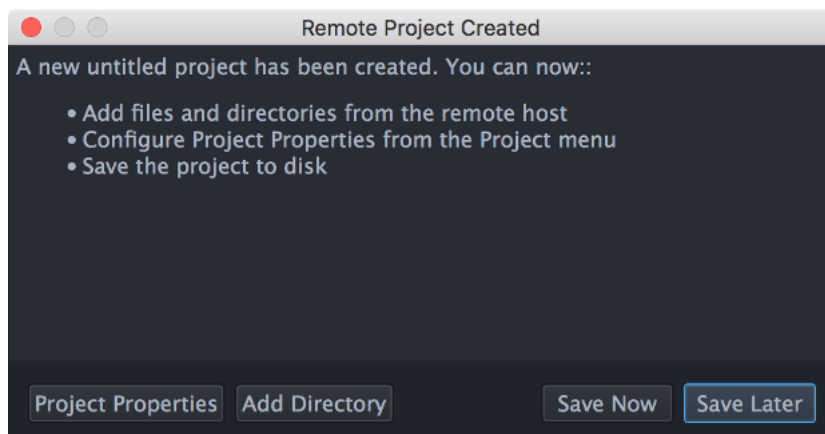 Remote Project Created
A new untitled project has been created. You can now::
• Add files and directories from the remote host
• Configure Project Properties from the Project menu
• Save the project to disk
Project Properties Add Directory Save Now Save Later